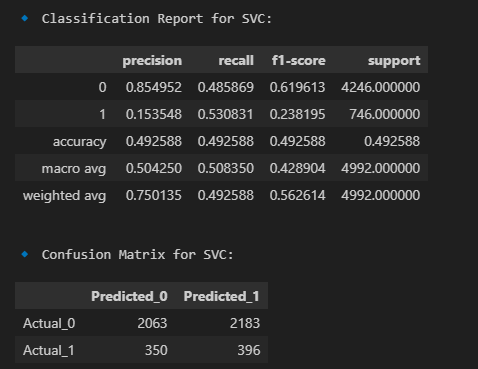 Classification Report for SVC:
precision recall f1-score support
0 0.854952 0.485869 0.619613 4246.000000
1 0.153548 0.530831 0.238195 746.000000
accuracy 0.492588 0.492588 0.492588 0.492588
macro avg 0.504250 0.508350 0.428904 4992.000000
weighted avg 0.750135 0.492588 0.562614 4992.000000
Confusion Matrix for SVC:
Predicted_0 Predicted_1
Actual_0 2063 2183
Actual_1 350 396